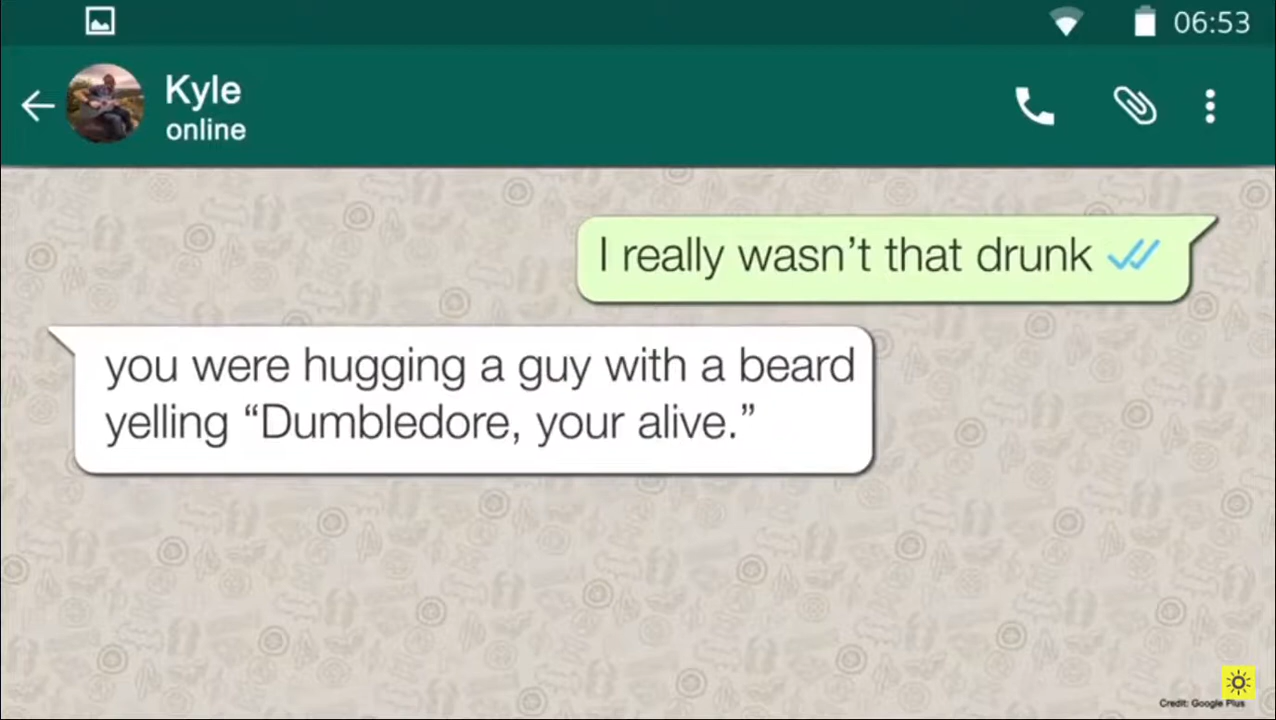 06:53
Kyle
online
I really wasn’t that drunk
you were hugging a guy with a beard
yelling “Dumbledore, your alive.”
Credit: Google Plus